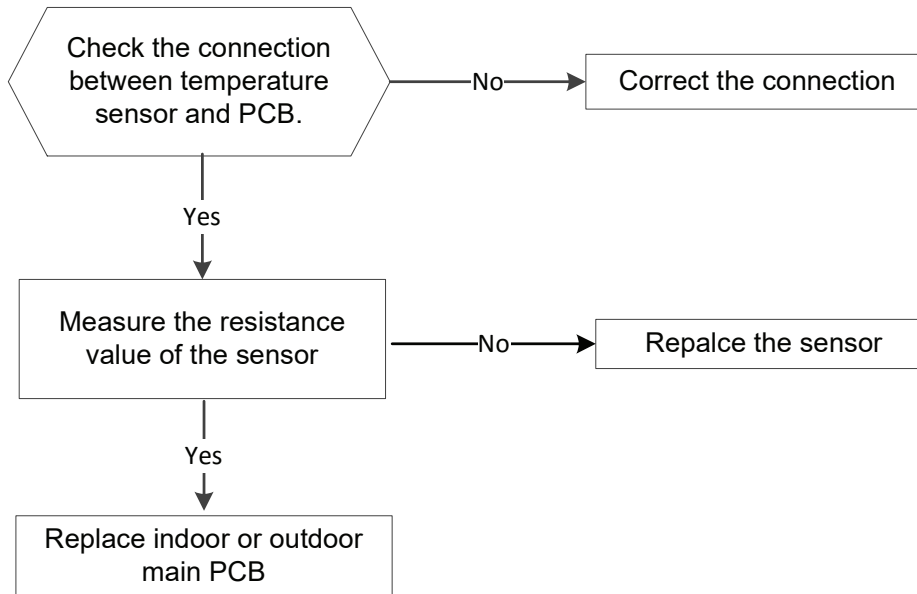 Check the connection
between temperature
sensor and PCB.
No
Correct the connection
Yes
Measure the resistance
value of the sensor
No
Repalce the sensor
Yes
Replace indoor or outdoor
main PCB